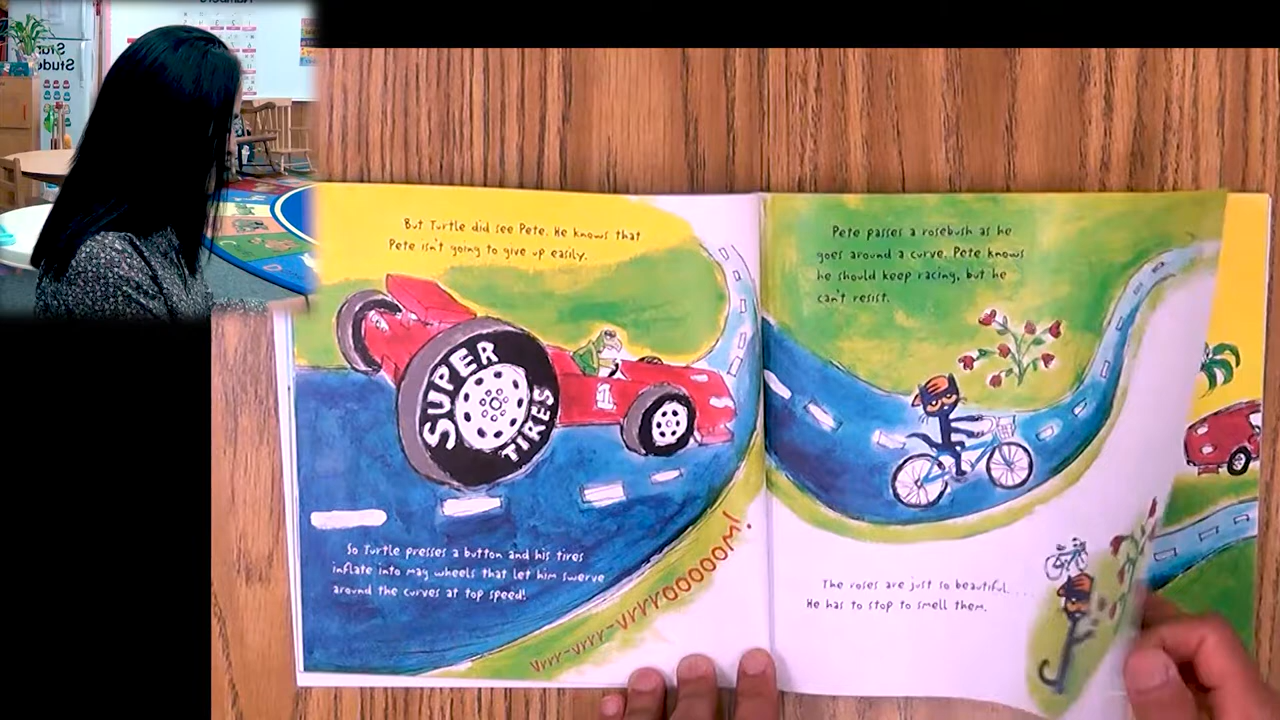 Star
Stude
But Turtle did see Pete. He knows that
Pete isn't going to give up easily.
SUPER
TIRES
1
So Turtle presses a button and his tires
inflate into mag wheels that let him swerve
around the curves at top speed!
Vrrr-vrrr-vrrroooooM!
Pete passes a rosebush as he
goes around a curve. Pete knows
he should keep racing, but he
can't resist.
The roses are just so beautiful. . . .
He has to stop to smell them.